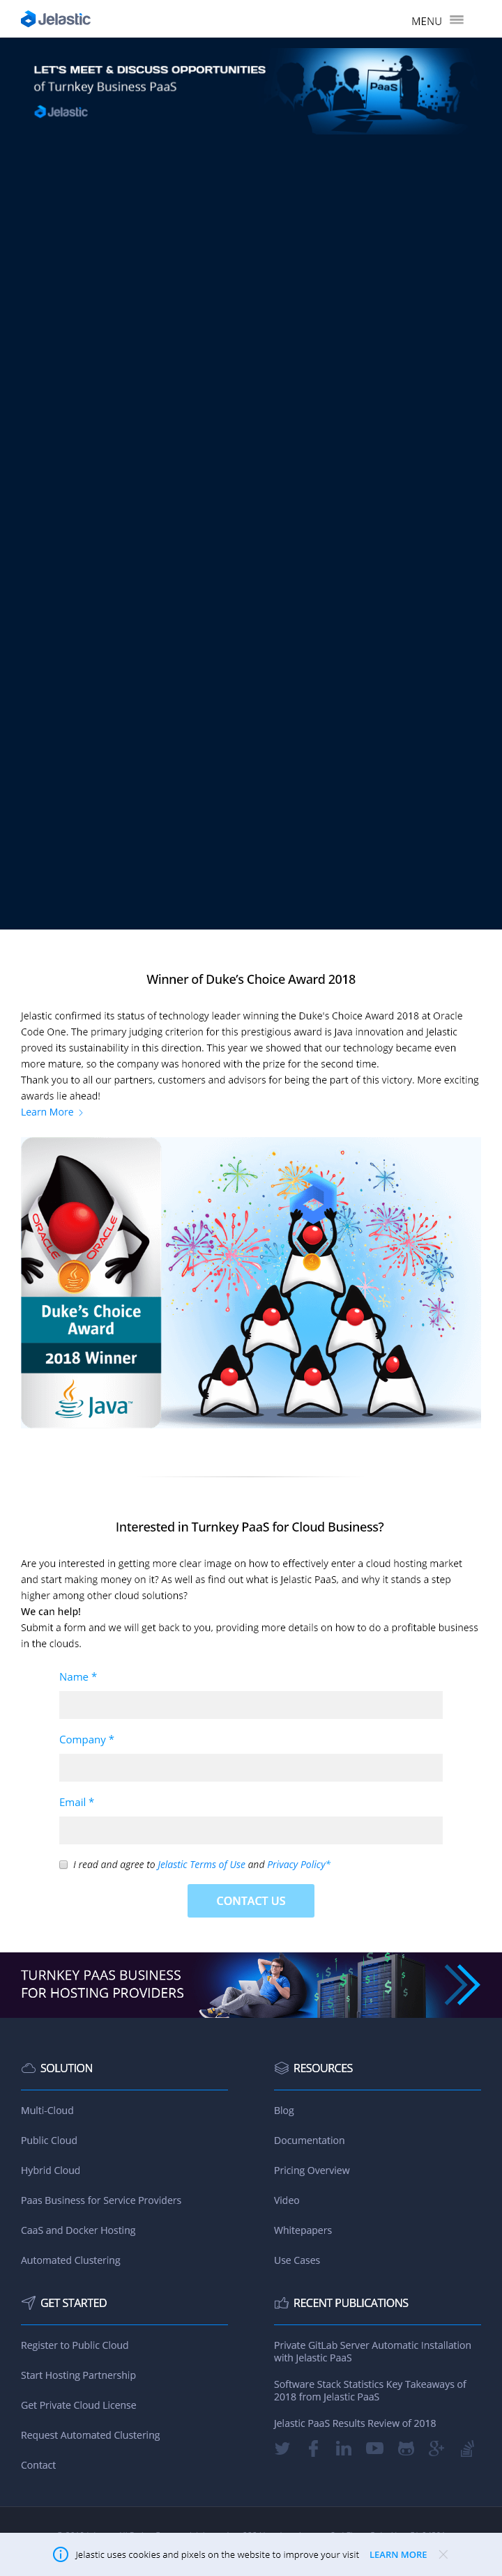 Jelastic
MENU
LET'S MEET & DISCUSS OPPORTUNITIES
of Turnkey Business PaaS
PaaS
Jelastic
Winner of Duke's Choice Award 2018
Jelastic confirmed its status of technology leader winning the Duke's Choice Award 2018 at Oracle
Code One. The primary judging criterion for this prestigious award is Java innovation and Jelastic
proved its sustainability in this direction. This year we showed that our technology became even
more mature, so the company was honored with the prize for the second time.
Thank you to all our partners, customers and advisors for being the part of this victory. More exciting
awards lie ahead!
Learn More
ORACLE ORACLE
Duke's Choice
Award
2018 Winner
Java™
Interested in Turnkey PaaS for Cloud Business?
Are you interested in getting more clear image on how to effectively enter a cloud hosting market
and start making money on it? As well as find out what is Jelastic PaaS, and why it stands a step
higher among other cloud solutions?
We can help!
Submit a form and we will get back to you, providing more details on how to do a profitable business
in the clouds.
Name *
Company *
Email *
I read and agree to Jelastic Terms of Use and Privacy Policy*
CONTACT US
TURNKEY PAAS BUSINESS
FOR HOSTING PROVIDERS
SOLUTION
Multi-Cloud
Public Cloud
Hybrid Cloud
Paas Business for Service Providers
CaaS and Docker Hosting
Automated Clustering
RESOURCES
Blog
Documentation
Pricing Overview
Video
Whitepapers
Use Cases
GET STARTED
Register to Public Cloud
Start Hosting Partnership
Get Private Cloud License
Request Automated Clustering
Contact
RECENT PUBLICATIONS
Private GitLab Server Automatic Installation
with Jelastic PaaS
Software Stack Statistics Key Takeaways of
2018 from Jelastic PaaS
Jelastic PaaS Results Review of 2018
Jelastic uses cookies and pixels on the website to improve your visit LEARN MORE